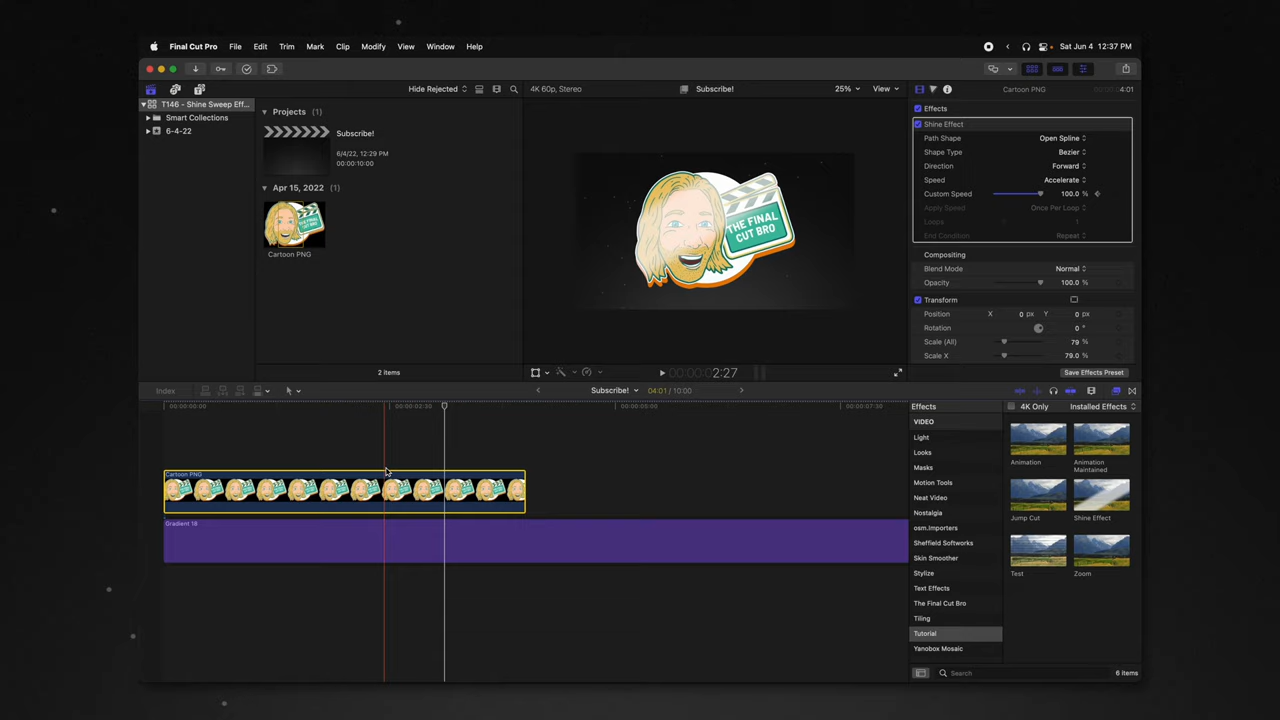 Final Cut Pro File Edit Trim Mark Clip Modify View Window Help
Sat Jun 4 12:37 PM
Hide Rejected
4K 60p, Stereo
Subscribe!
25%
View
Cartoon PNG
4:01
T146 - Shine Sweep Eff...
Smart Collections
6-4-22
Projects (1)
Subscribe!
6/4/22, 12:29 PM
00:00:10:00
Apr 15, 2022 (1)
Cartoon PNG
2 items
THE FINAL
CUT BRO
00:00:00:2:27
Effects
Shine Effect
Path Shape Open Spline
Shape Type Bezier
Direction Forward
Speed Accelerate
Custom Speed 100.0 %
Apply Speed Once Per Loop
Loops 1
End Condition Repeat
Compositing
Blend Mode Normal
Opacity 100.0 %
Transform
Position X 0 px Y 0 px
Rotation 0 °
Scale (All) 79 %
Scale X 79.0 %
Save Effects Preset
Index
Subscribe!
04:01 / 10:00
00:00:00:00
00:00:02:30
00:00:05:00
00:00:07:30
Cartoon PNG
Gradient 18
Effects
4K Only
Installed Effects
VIDEO
Light
Looks
Masks
Motion Tools
Neat Video
Nostalgia
osm.Importers
Sheffield Softworks
Skin Smoother
Stylize
Text Effects
The Final Cut Bro
Tiling
Tutorial
Yanobox Mosaic
Animation
Animation
Maintained
Jump Cut
Shine Effect
Test
Zoom
Search
6 items